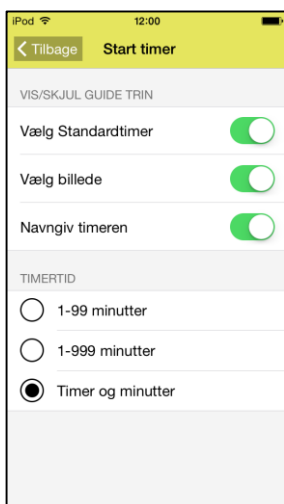 iPod 12:00
Tilbage Start timer
VIS/SKJUL GUIDE TRIN
Vælg Standardtimer
Vælg billede
Navngiv timeren
TIMERTID
1-99 minutter
1-999 minutter
Timer og minutter